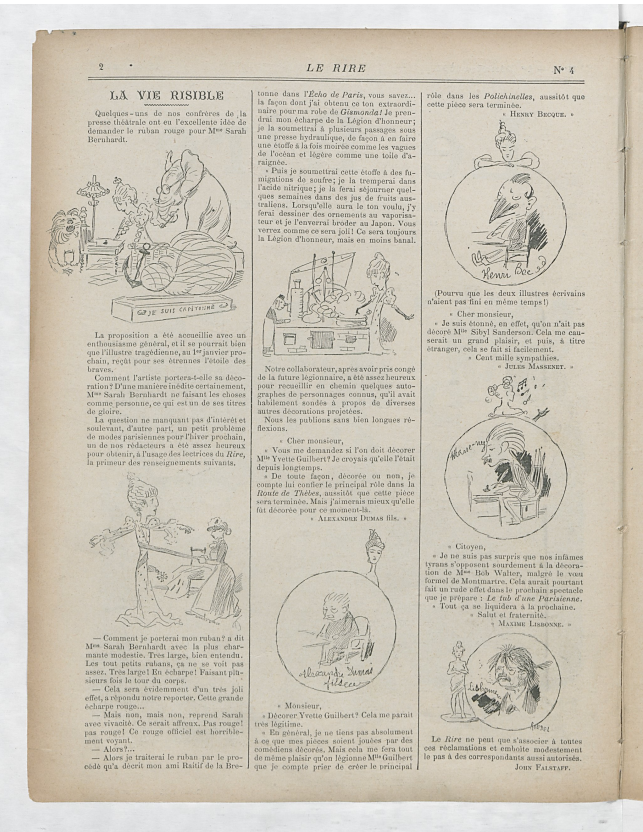 2
LE RIRE
N° 4
LA VIE RISIBLE
Quelques-uns de nos confrères de la
presse théâtrale ont eu l'excellente idée de
demander le ruban rouge pour Mme Sarah
Bernhardt.
JE SUIS CAPITONNÉ
La proposition a été accueillie avec un
enthousiasme général, et il se pourrait bien
que l'illustre tragédienne, au 1er janvier pro-
chain, reçût pour ses étrennes l'étoile des
braves.
Comment l'artiste portera-t-elle sa déco-
ration? D'une manière inédite certainement,
Mme Sarah Bernhardt ne faisant les choses
comme personne, ce qui est un de ses titres
de gloire.
La question ne manquant pas d'intérêt et
soulevant, d'autre part, un petit problème
de modes parisiennes pour l'hiver prochain,
un de nos rédacteurs a été assez heureux
pour obtenir, à l'usage des lectrices du Rire,
la primeur des renseignements suivants.
— Comment je porterai mon ruban? a dit
Mme Sarah Bernhardt avec la plus char-
mante modestie. Très large, bien entendu.
Les tout petits rubans, ça ne se voit pas
assez. Très large! En écharpe! Faisant plu-
sieurs fois le tour du corps.
— Cela sera évidemment d'un très joli
effet, a répondu notre reporter. Cette grande
écharpe rouge...
— Mais non, mais non, reprend Sarah
avec vivacité. Ce serait affreux. Pas rouge!
pas rouge! Ce rouge officiel est horrible-
ment voyant.
— Alors?...
— Alors je traiterai le ruban par le pro-
cédé qu'a décrit mon ami Raitif de la Bre-
tonne dans l'Écho de Paris, vous savez...
la façon dont j'ai obtenu ce ton extraordi-
naire pour ma robe de Gismonda! Je pren-
drai mon écharpe de la Légion d'honneur;
je la soumettrai à plusieurs passages sous
une presse hydraulique, de façon à en faire
une étoffe à la fois moirée comme les vagues
de l'océan et légère comme une toile d'a-
raignée.
« Puis je soumettrai cette étoffe à des fu-
migations de soufre; je la tremperai dans
l'acide nitrique; je la ferai séjourner quel-
ques semaines dans des jus de fruits aus-
traliens. Lorsqu'elle aura le ton voulu, j'y
ferai dessiner des ornements au vaporisa-
teur et je l'enverrai broder au Japon. Vous
verrez comme ce sera joli! Ce sera toujours
la Légion d'honneur, mais en moins banal.
Notre collaborateur, après avoir pris congé
de la future légionnaire, a été assez heureux
pour recueillir en chemin quelques auto-
graphes de personnages connus, qu'il avait
habilement sondés à propos de diverses
autres décorations projetées.
Nous les publions sans bien longues ré-
flexions.
« Cher monsieur,
« Vous me demandez si l'on doit décorer
Mlle Yvette Guilbert? Je croyais qu'elle l'était
depuis longtemps.
« De toute façon, décorée ou non, je
compte lui confier le principal rôle dans la
Route de Thèbes, aussitôt que cette pièce
sera terminée. Mais j'aimerais mieux qu'elle
fût décorée pour ce moment-là.
« ALEXANDRE DUMAS fils. »
Alexandre Dumas
« Monsieur,
« Décorer Yvette Guilbert? Cela me paraît
très légitime.
« En général, je ne tiens pas absolument
à ce que mes pièces soient jouées par des
comédiens décorés. Mais cela me fera tout
de même plaisir qu'on légionne Mlle Guilbert
que je compte prier de créer le principal
rôle dans les Polichinelles, aussitôt que
cette pièce sera terminée.
« HENRY BECQUE. »
Henri Bec
(Pourvu que les deux illustres écrivains
n'aient pas fini en même temps!)
« Cher monsieur,
« Je suis étonné, en effet, qu'on n'ait pas
décoré Mlle Sibyl Sanderson. Cela me cau-
serait un grand plaisir, et puis, à titre
étranger, cela se fait si facilement.
« Cent mille sympathies.
« JULES MASSENET. »
« Citoyen,
« Je ne suis pas surpris que nos infâmes
tyrans s'opposent sourdement à la décora-
tion de Mme Bob Walter, malgré le vœu
formel de Montmartre. Cela aurait pourtant
fait un rude effet dans le prochain spectacle
que je prépare : Le tub d'une Parisienne.
« Tout ça se liquidera à la prochaine.
« Salut et fraternité.
« MAXIME LISBONNE. »
Lisbonne
Le Rire ne peut que s'associer à toutes
ces réclamations et emboîte modestement
le pas à des correspondants aussi autorisés.
JOHN FALSTAFF.